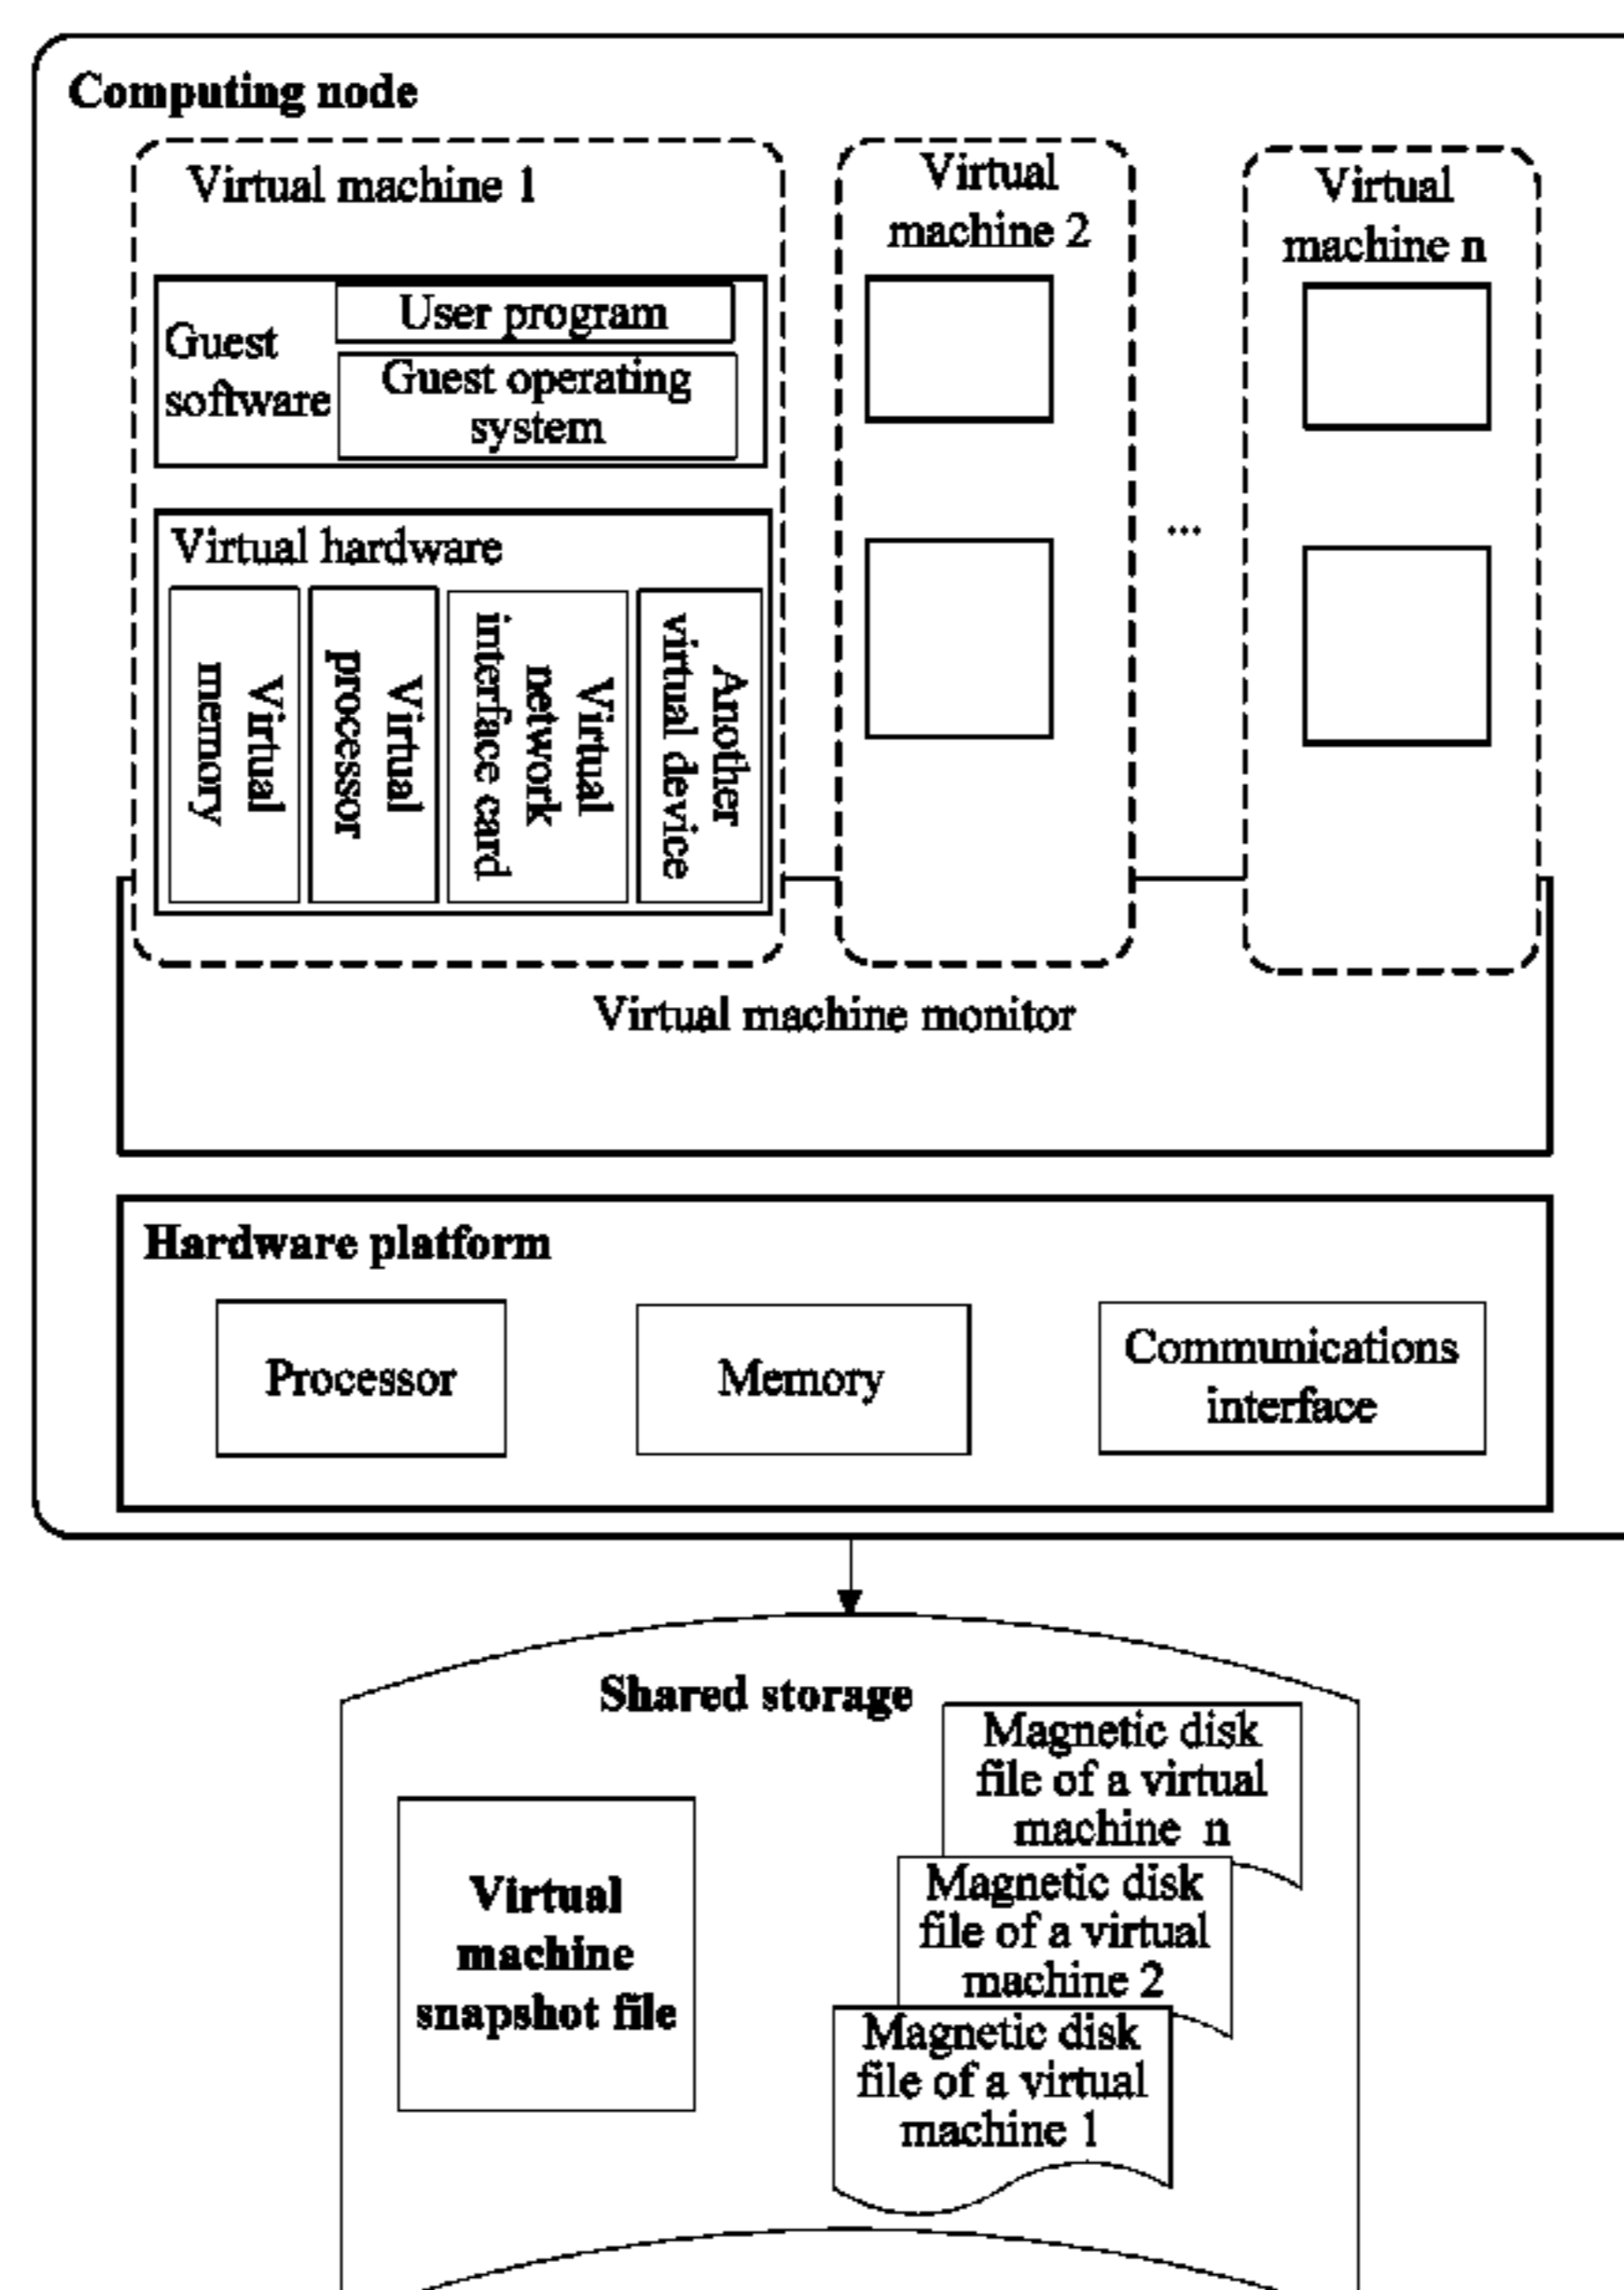 Computing node
Virtual machine 1
Virtual
machine 2
Virtual
machine n
Guest
software
User program
Guest operating
system
...
Virtual hardware
Virtual
memory
Virtual
processor
Virtual
network
interface card
Another
virtual device
Virtual machine monitor
Hardware platform
Processor
Memory
Communications
interface
Shared storage
Magnetic disk
file of a virtual
machine n
Virtual
machine
snapshot file
Magnetic disk
file of a virtual
machine 2
Magnetic disk
file of a virtual
machine 1